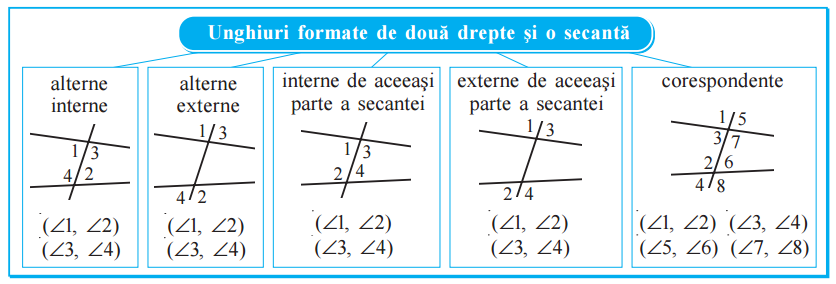 Unghiuri formate de două drepte şi o secantă
alterne
interne
1 3
4 2
(∠1, ∠2)
(∠3, ∠4)
alterne
externe
1 3
4 2
(∠1, ∠2)
(∠3, ∠4)
interne de aceeaşi
parte a secantei
1 3
2 4
(∠1, ∠2)
(∠3, ∠4)
externe de aceeaşi
parte a secantei
1 3
2 4
(∠1, ∠2)
(∠3, ∠4)
corespondente
1 5
3 7
2 6
4 8
(∠1, ∠2) (∠3, ∠4)
(∠5, ∠6) (∠7, ∠8)